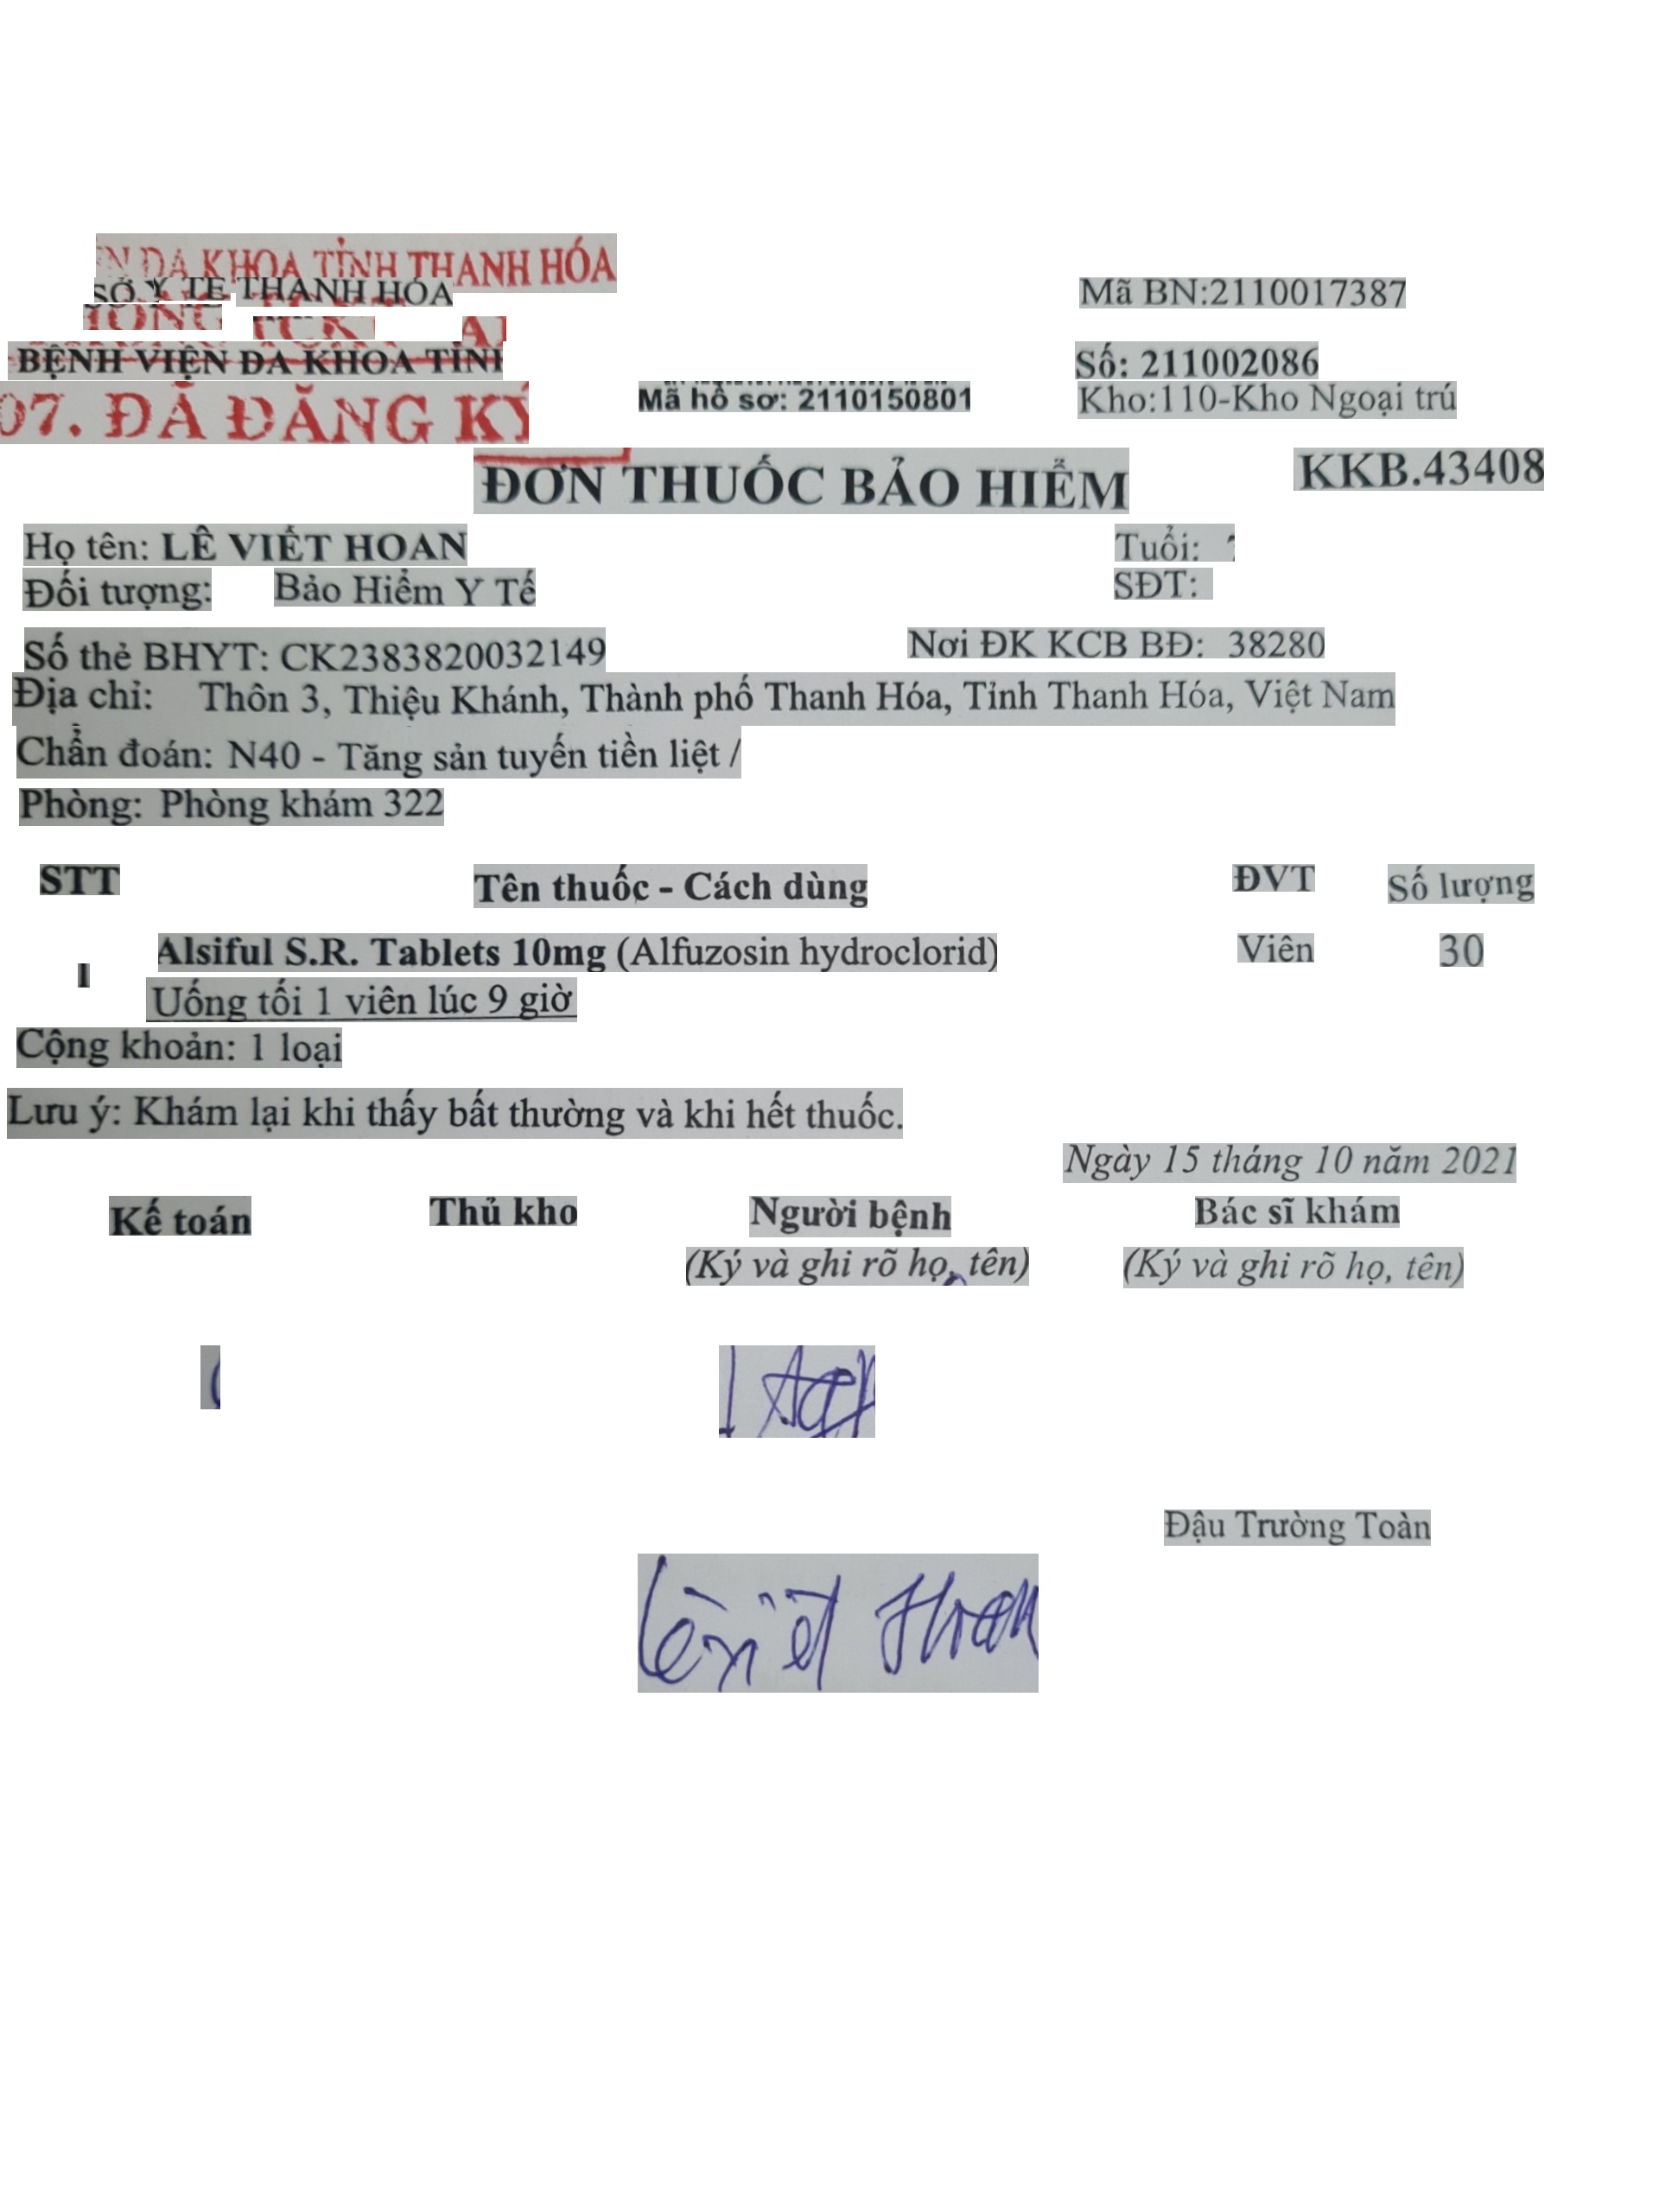 DA KHOA TỈNH THANH HÓA
SỞ Y TẾ THANH HÓA
Mã BN:2110017387
BỆNH VIỆN ĐA KHOA TỈNH
Số: 211002086
07. ĐÃ ĐĂNG KÝ
Mã hồ sơ: 2110150801
Kho:110-Kho Ngoại trú
ĐƠN THUỐC BẢO HIỂM
KKB.43408
Họ tên: LÊ VIẾT HOAN
Tuổi:
Đối tượng: Bảo Hiểm Y Tế
SĐT:
Số thẻ BHYT: CK2383820032149
Nơi ĐK KCB BĐ: 38280
Địa chỉ: Thôn 3, Thiệu Khánh, Thành phố Thanh Hóa, Tỉnh Thanh Hóa, Việt Nam
Chẩn đoán: N40 - Tăng sản tuyến tiền liệt /
Phòng: Phòng khám 322
STT Tên thuốc - Cách dùng ĐVT Số lượng
1 Alsiful S.R. Tablets 10mg (Alfuzosin hydroclorid) Viên 30
Uống tối 1 viên lúc 9 giờ
Cộng khoản: 1 loại
Lưu ý: Khám lại khi thấy bất thường và khi hết thuốc.
Ngày 15 tháng 10 năm 2021
Kế toán Thủ kho Người bệnh Bác sĩ khám
(Ký và ghi rõ họ, tên) (Ký và ghi rõ họ, tên)
Đậu Trường Toàn
Lê Viết Hoan